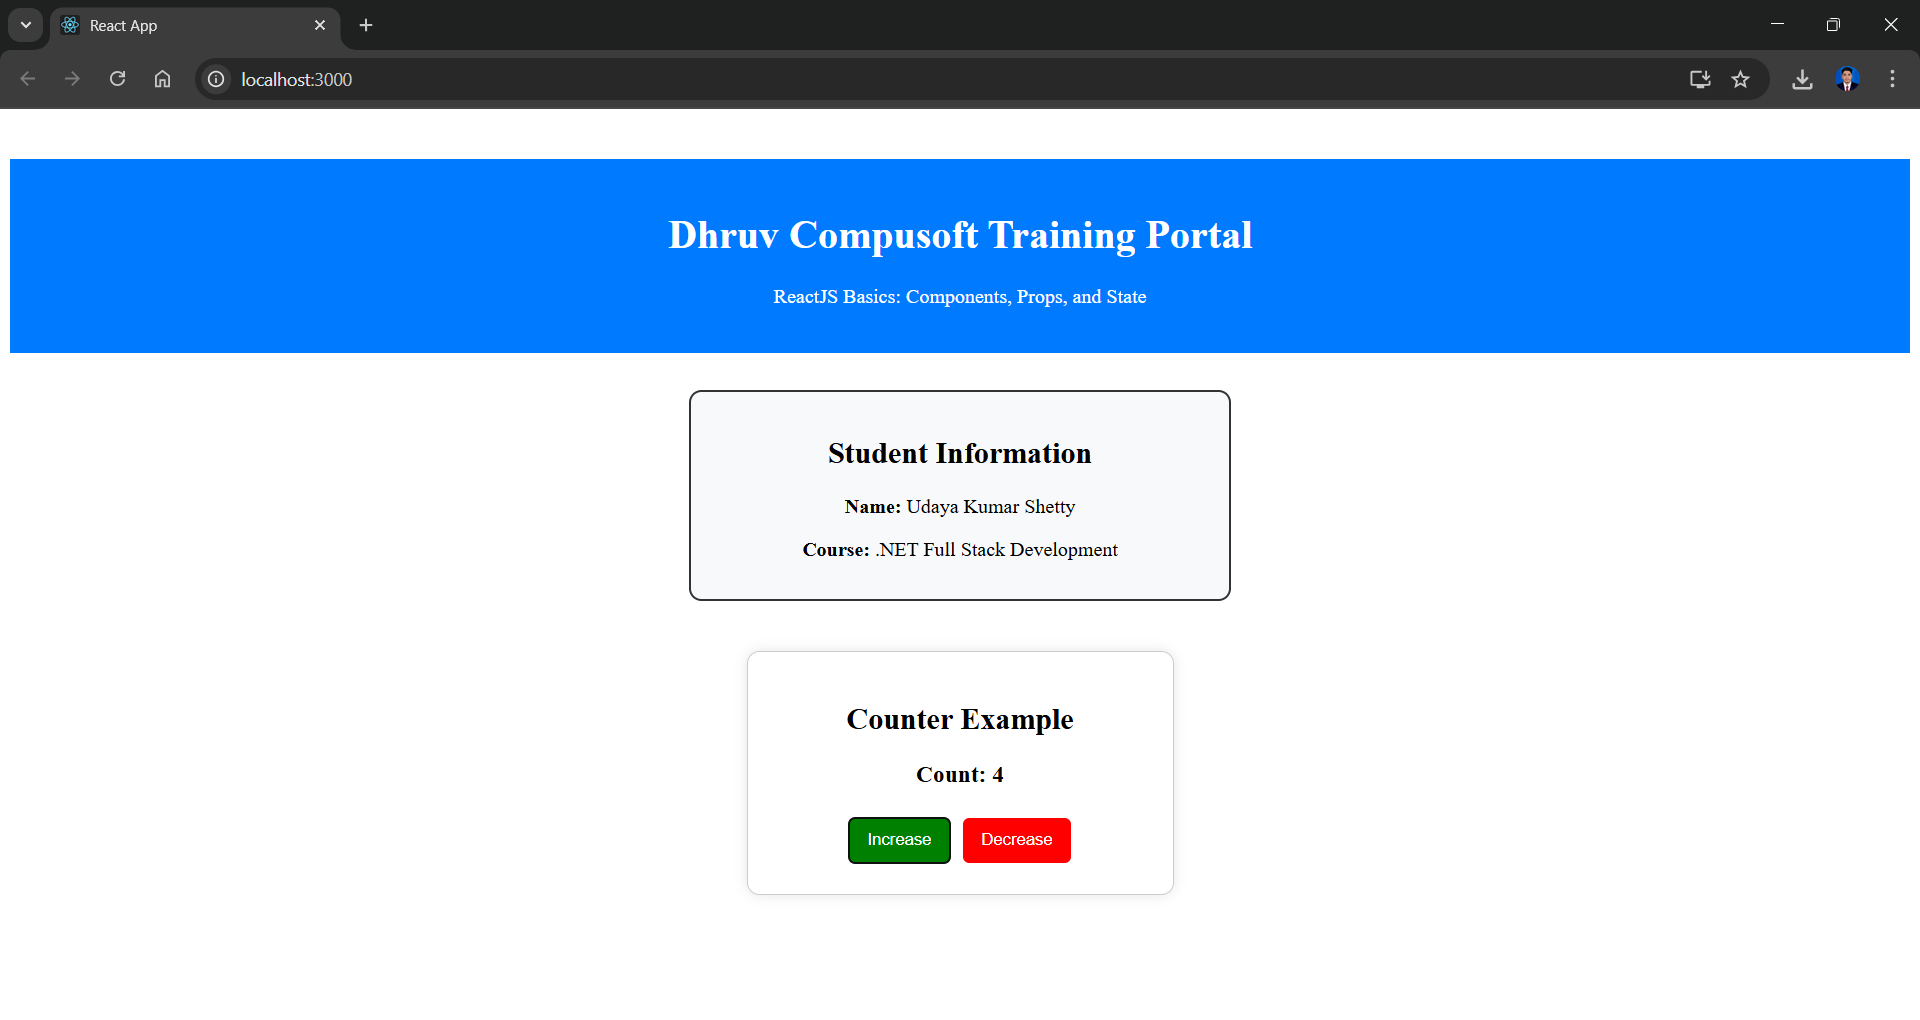 React App
localhost:3000
Dhruv Compusoft Training Portal
ReactJS Basics: Components, Props, and State
Student Information
Name: Udaya Kumar Shetty
Course: .NET Full Stack Development
Counter Example
Count: 4
Increase Decrease